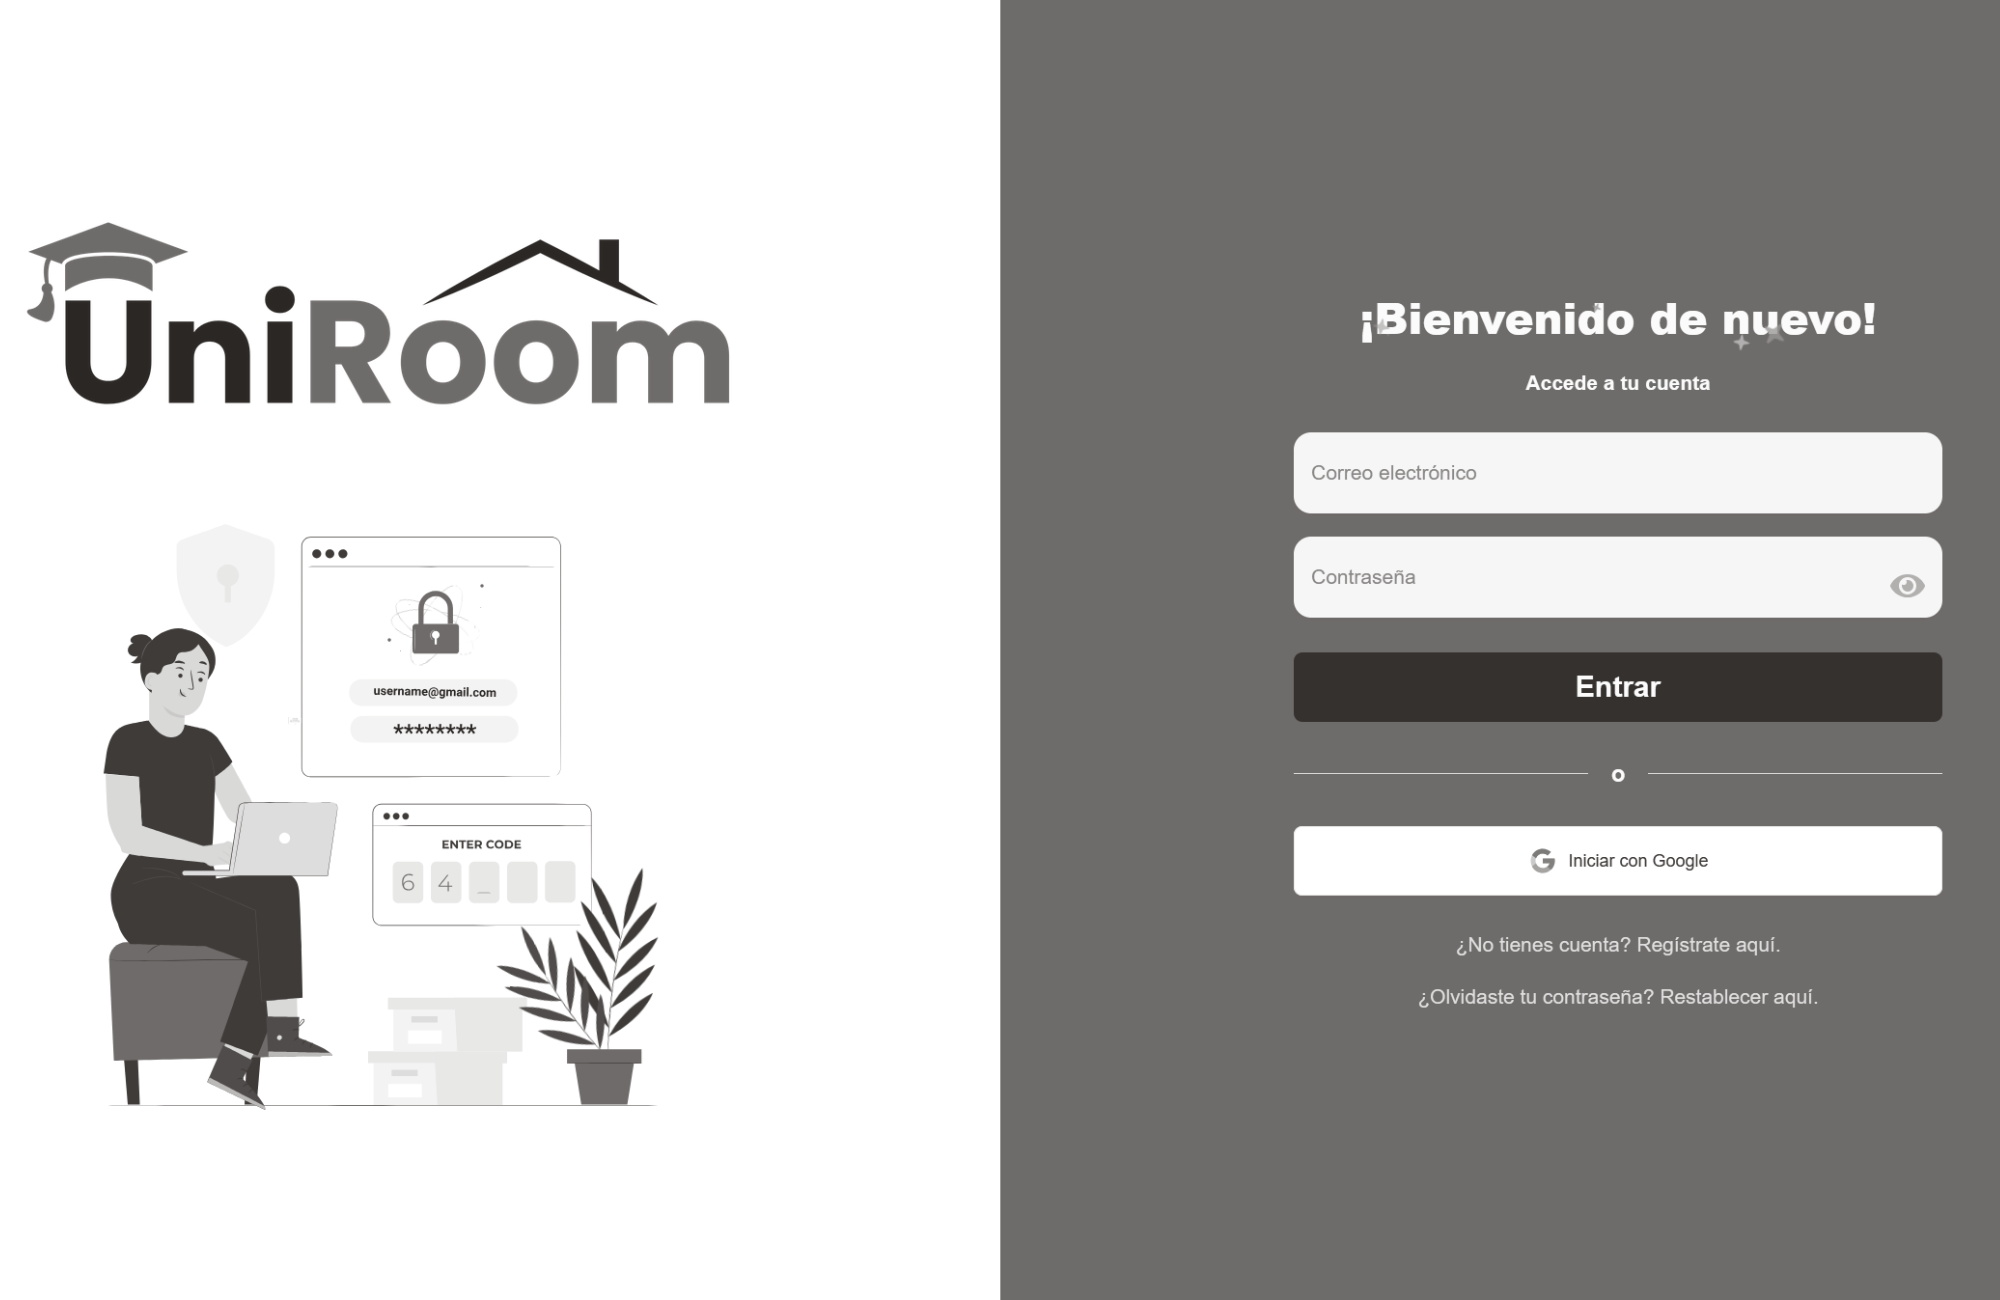 UniRoom
username@gmail.com
********
ENTER CODE
6 4 _
¡Bienvenido de nuevo!
Accede a tu cuenta
Correo electrónico
Contraseña
Entrar
o
Iniciar con Google
¿No tienes cuenta? Regístrate aquí.
¿Olvidaste tu contraseña? Restablecer aquí.